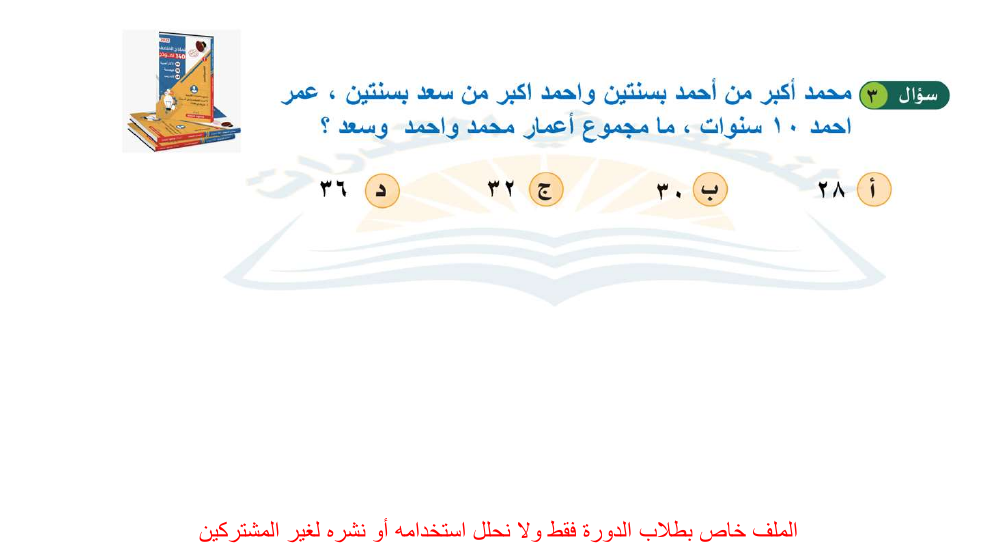 سؤال ٣ محمد أكبر من أحمد بسنتين واحمد اكبر من سعد بسنتين ، عمر
احمد ١٠ سنوات ، ما مجموع أعمار محمد واحمد وسعد ؟
أ ٢٨ ب ٣٠ ج ٣٢ د ٣٦
الملف خاص بطلاب الدورة فقط ولا نحلل استخدامه أو نشره لغير المشتركين